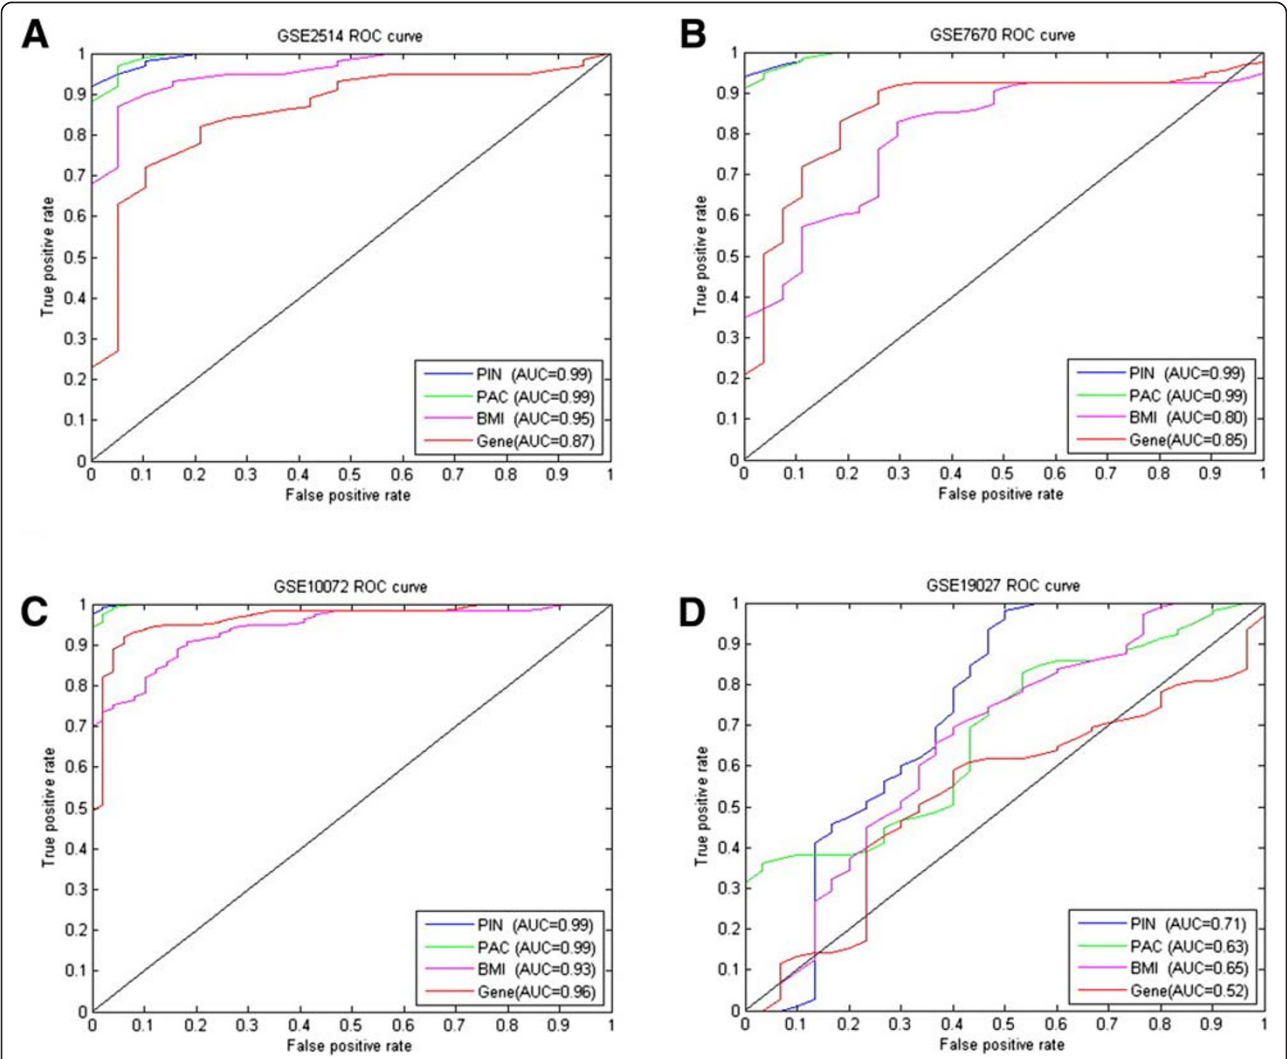 A
GSE2514 ROC curve
1
0.9
0.8
0.7
0.6
0.5
0.4
0.3
0.2
0.1
0
True positive rate
PIN (AUC=0.99)
PAC (AUC=0.99)
BMI (AUC=0.95)
Gene(AUC=0.87)
0 0.1 0.2 0.3 0.4 0.5 0.6 0.7 0.8 0.9 1
False positive rate
B
GSE7670 ROC curve
1
0.9
0.8
0.7
0.6
0.5
0.4
0.3
0.2
0.1
0
True positive rate
PIN (AUC=0.99)
PAC (AUC=0.99)
BMI (AUC=0.80)
Gene(AUC=0.85)
0 0.1 0.2 0.3 0.4 0.5 0.6 0.7 0.8 0.9 1
False positive rate
C
GSE10072 ROC curve
1
0.9
0.8
0.7
0.6
0.5
0.4
0.3
0.2
0.1
0
True positive rate
PIN (AUC=0.99)
PAC (AUC=0.99)
BMI (AUC=0.93)
Gene(AUC=0.96)
0 0.1 0.2 0.3 0.4 0.5 0.6 0.7 0.8 0.9 1
False positive rate
D
GSE19027 ROC curve
1
0.9
0.8
0.7
0.6
0.5
0.4
0.3
0.2
0.1
0
True positive rate
PIN (AUC=0.71)
PAC (AUC=0.63)
BMI (AUC=0.65)
Gene(AUC=0.52)
0 0.1 0.2 0.3 0.4 0.5 0.6 0.7 0.8 0.9 1
False positive rate